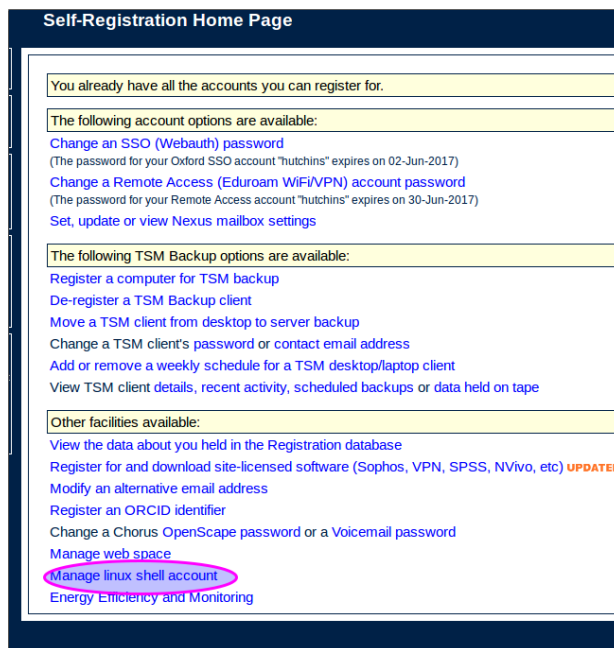 Self-Registration Home Page
You already have all the accounts you can register for.
The following account options are available:
Change an SSO (Webauth) password
(The password for your Oxford SSO account "hutchins" expires on 02-Jun-2017)
Change a Remote Access (Eduroam WiFi/VPN) account password
(The password for your Remote Access account "hutchins" expires on 30-Jun-2017)
Set, update or view Nexus mailbox settings
The following TSM Backup options are available:
Register a computer for TSM backup
De-register a TSM Backup client
Move a TSM client from desktop to server backup
Change a TSM client's password or contact email address
Add or remove a weekly schedule for a TSM desktop/laptop client
View TSM client details, recent activity, scheduled backups or data held on tape
Other facilities available:
View the data about you held in the Registration database
Register for and download site-licensed software (Sophos, VPN, SPSS, NVivo, etc) UPDATE
Modify an alternative email address
Register an ORCID identifier
Change a Chorus OpenScape password or a Voicemail password
Manage web space
Manage linux shell account
Energy Efficiency and Monitoring